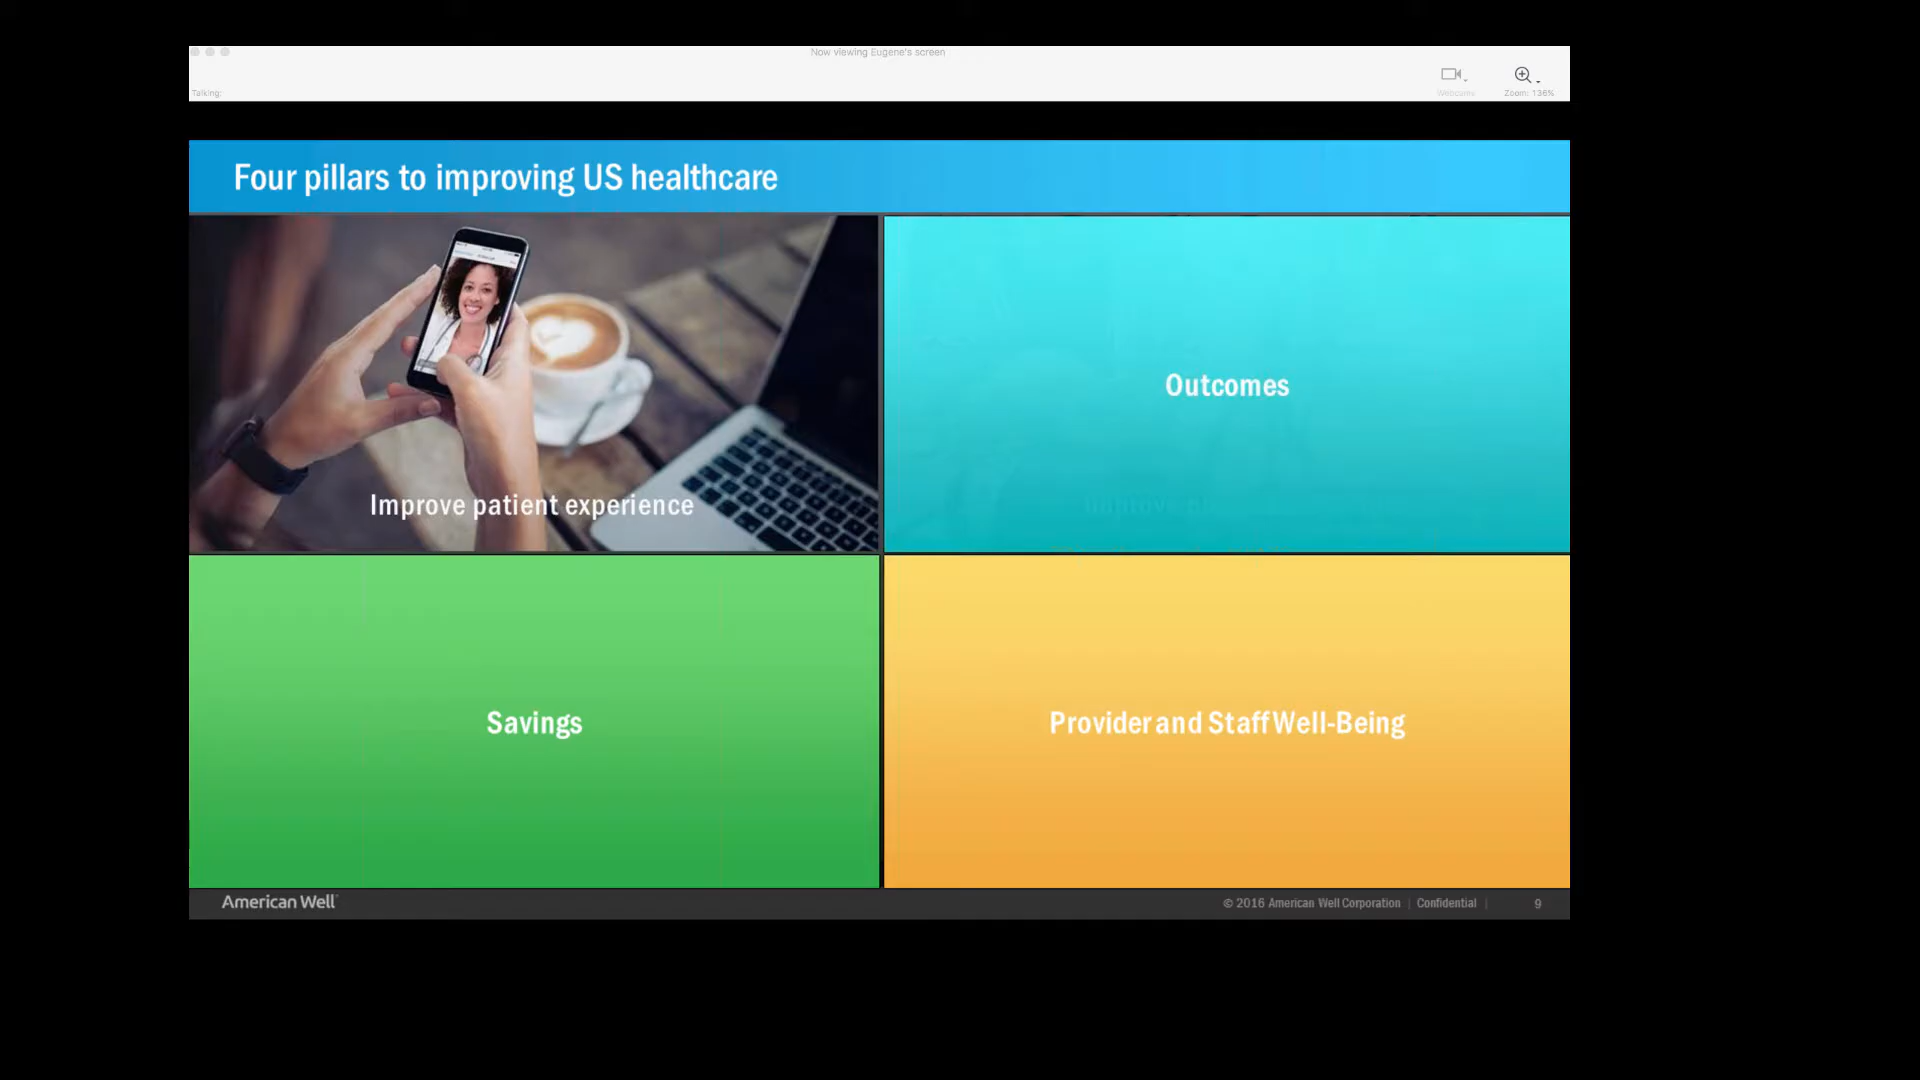 Now viewing Eugene's screen
Talking:
Webcams
Zoom: 136%
Four pillars to improving US healthcare
Improve patient experience
Outcomes
Savings
Provider and Staff Well-Being
American Well
© 2016 American Well Corporation | Confidential |
9